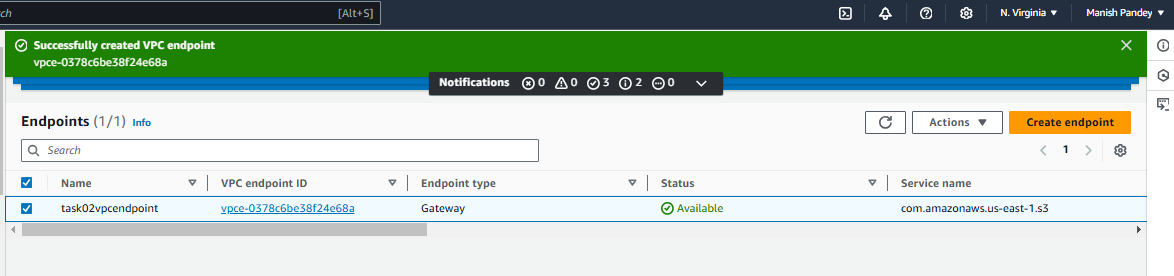 ch [Alt+S] N. Virginia Manish Pandey
Successfully created VPC endpoint
vpce-0378c6be38f24e68a
Notifications 0 0 3 2 0
Endpoints (1/1) Info Actions Create endpoint
Search 1
Name VPC endpoint ID Endpoint type Status Service name
task02vpcendpoint vpce-0378c6be38f24e68a Gateway Available com.amazonaws.us-east-1.s3